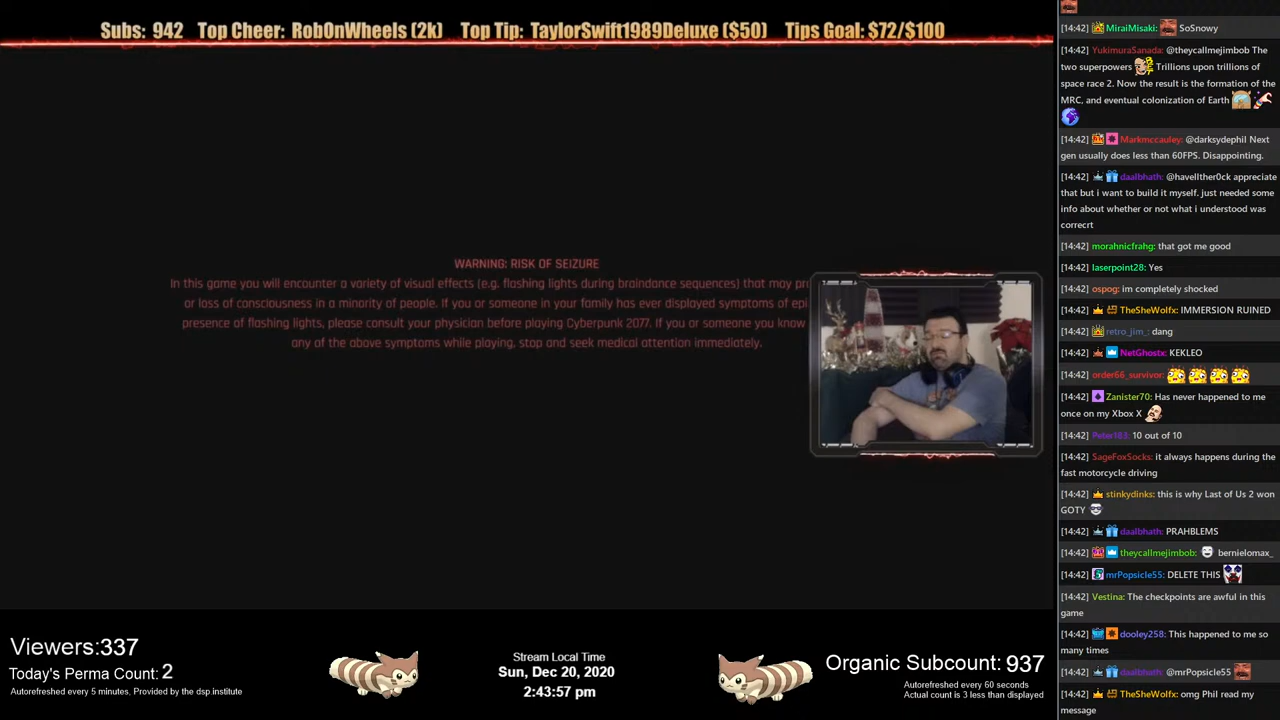 Subs: 942 Top Cheer: RobOnWheels (2k) Top Tip: TaylorSwift1989Deluxe ($50) Tips Goal: $72/$100
WARNING: RISK OF SEIZURE
In this game you will encounter a variety of visual effects (e.g. flashing lights during braindance sequences) that may
or loss of consciousness in a minority of people. If you or someone in your family has ever displayed symptoms of
presence of flashing lights, please consult your physician before playing Cyberpunk 2077. If you or someone you know
any of the above symptoms while playing, stop and seek medical attention immediately.
Viewers:337
Today's Perma Count: 2
Autorefreshed every 5 minutes, Provided by the dsp institute
Stream Local Time
Sun, Dec 20, 2020
2:43:57 pm
Organic Subcount: 937
Autorefreshed every 60 seconds
Actual count is 3 less than displayed
[14:42] MiraiMisaki: SoSnowy
[14:42] YukimuraSanada: @theycallmejimbob The
two superpowers Trillions upon trillions of
space race 2. Now the result is the formation of the
MRC, and eventual colonization of Earth
[14:42] Markmccauley: @darksydephil Next
gen usually does less than 60FPS. Disappointing.
[14:42] daalbhath: @havellther0ck appreciate
that but i want to build it myself. just needed some
info about whether or not what i understood was
correcrt
[14:42] morahnicfrahg: that got me good
[14:42] laserpoint28: Yes
[14:42] ospog: im completely shocked
[14:42] TheSheWolfx: IMMERSION RUINED
[14:42] retro_jim_: dang
[14:42] NetGhostx: KEKLEO
[14:42] order66_survivor:
[14:42] Zanister70: Has never happened to me
once on my Xbox X
[14:42] Peter183: 10 out of 10
[14:42] SageFoxSocks: it always happens during the
fast motorcycle driving
[14:42] stinkydinks: this is why Last of Us 2 won
GOTY
[14:42] daalbhath: PRAHBLEMS
[14:42] theycallmejimbob: bernielomax_
[14:42] mrPopsicle55: DELETE THIS
[14:42] Vestina: The checkpoints are awful in this
game
[14:42] dooley258: This happened to me so
many times
[14:42] daalbhath: @mrPopsicle55
[14:42] TheSheWolfx: omg Phil read my
message